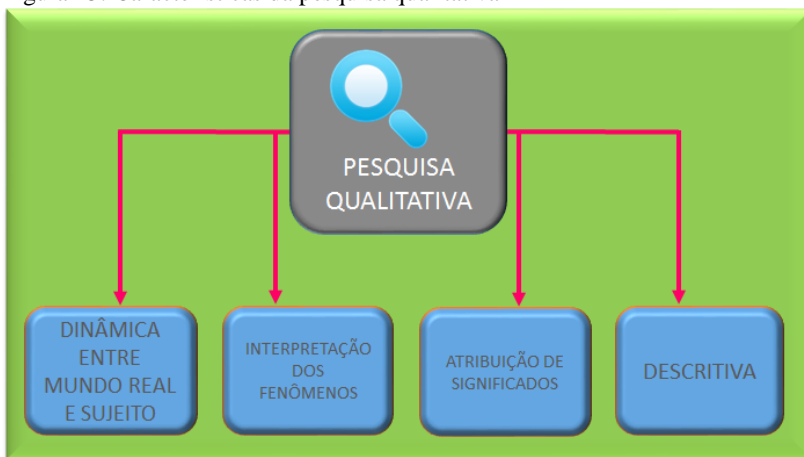 PESQUISA
QUALITATIVA
DINÂMICA
ENTRE
MUNDO REAL
E SUJEITO
INTERPRETAÇÃO
DOS
FENÔMENOS
ATRIBUIÇÃO DE
SIGNIFICADOS
DESCRITIVA